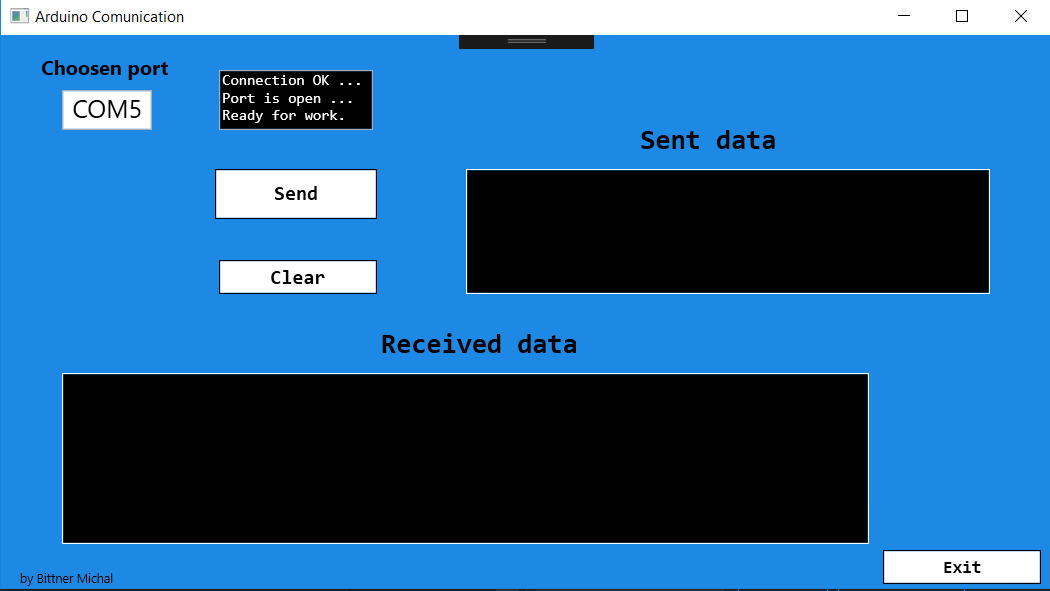 Arduino Comunication
Choosen port
COM5
Connection OK ...
Port is open ...
Ready for work.
Sent data
Send
Clear
Received data
Exit
by Bittner Michal